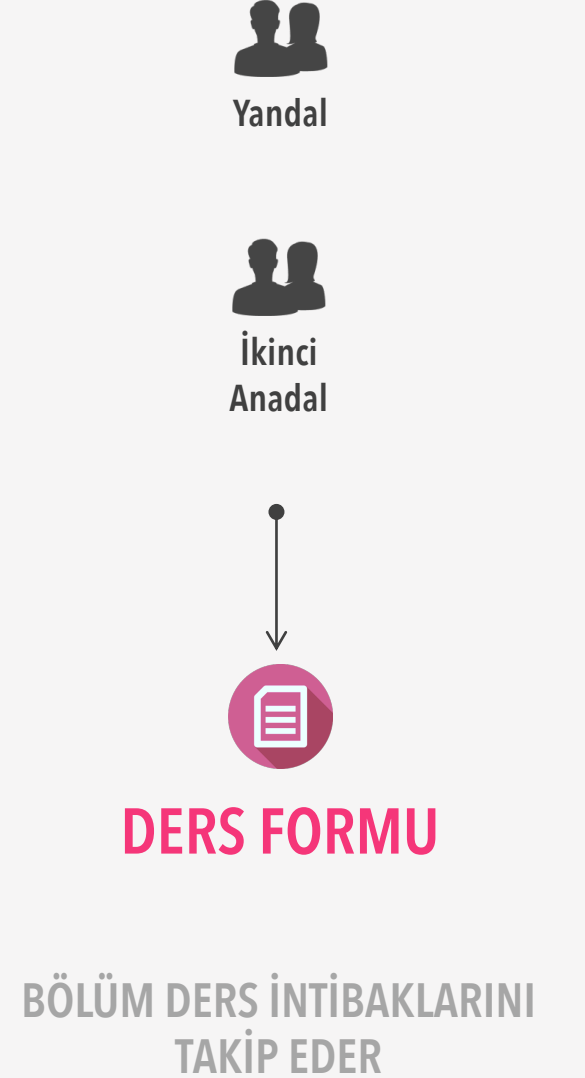 Yandal
İkinci
Anadal
DERS FORMU
BÖLÜM DERS İNTİBAKLARINI
TAKİP EDER